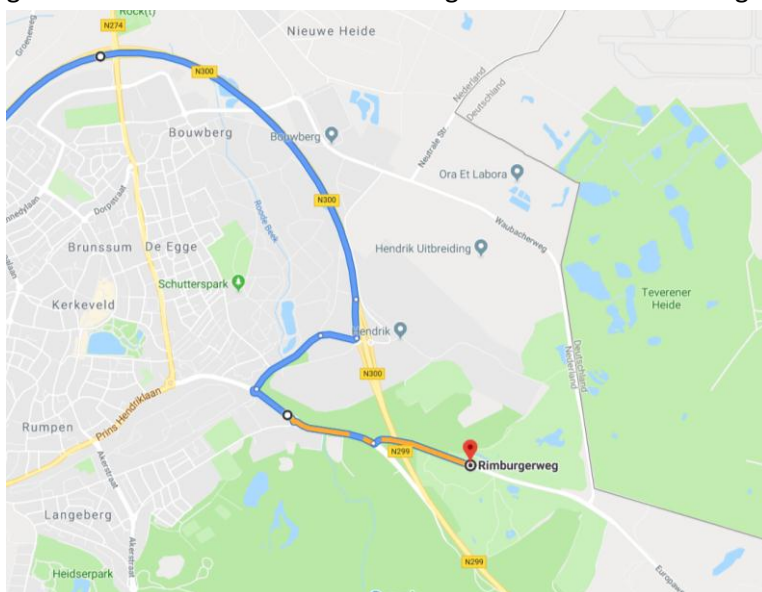 Rock(t)
N274
Groeneweg
Nieuwe Heide
N300
Nederland
Deutschland
Bouwberg
Bouwberg
Neutrale Str.
Ora Et Labora
N300
Dorpstraat
Roode Beek
Waubacherweg
Brunssum
De Egge
Hendrik Uitbreiding
Schutterspark
Teverener
Heide
Kerkeveld
Hendrik
Deutschland
Nederland
N300
Prins Hendriklaan
Rumpen
Akerstraat
N299
Rimburgerweg
Langeberg
Akerstraat
N299
Heidserpark